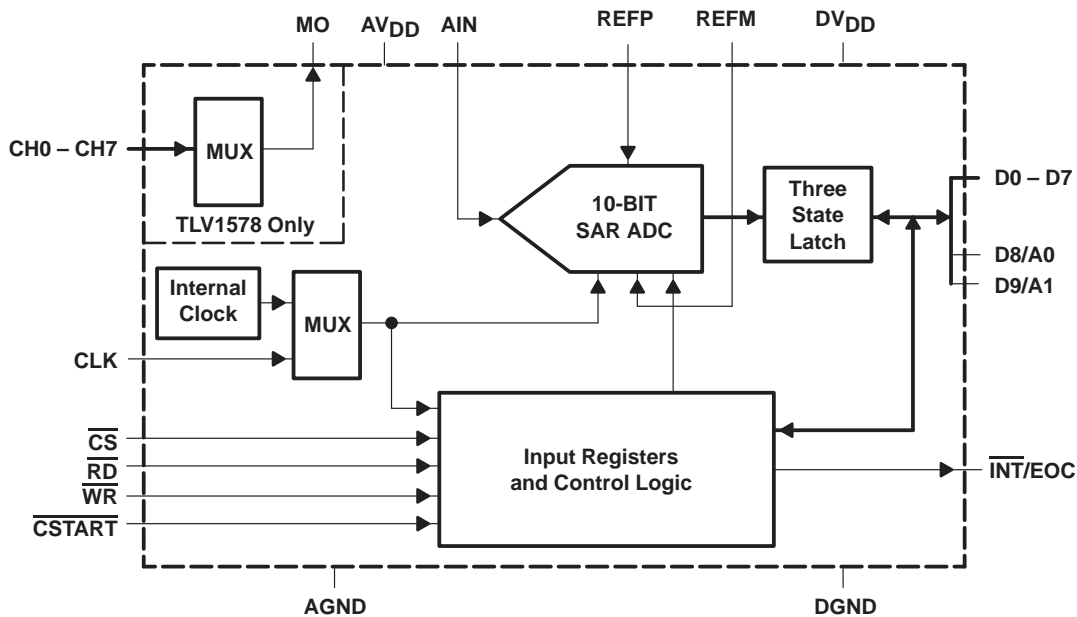 MO
AVDD
AIN
REFP
REFM
DVDD
CH0 – CH7
MUX
TLV1578 Only
10-BIT
SAR ADC
Three
State
Latch
D0 – D7
D8/A0
D9/A1
Internal
Clock
MUX
CLK
CS
RD
WR
CSTART
Input Registers
and Control Logic
INT/EOC
AGND
DGND